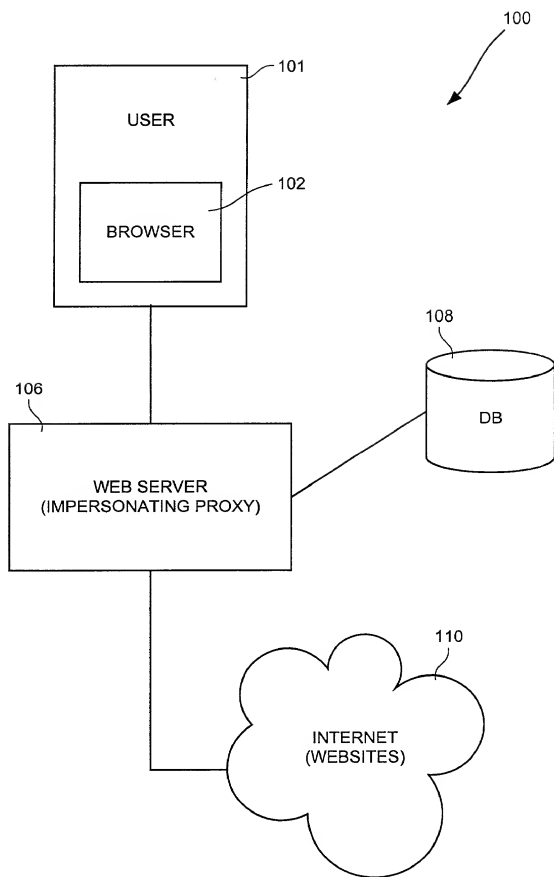 100
101
USER
102
BROWSER
108
DB
106
WEB SERVER
(IMPERSONATING PROXY)
110
INTERNET
(WEBSITES)